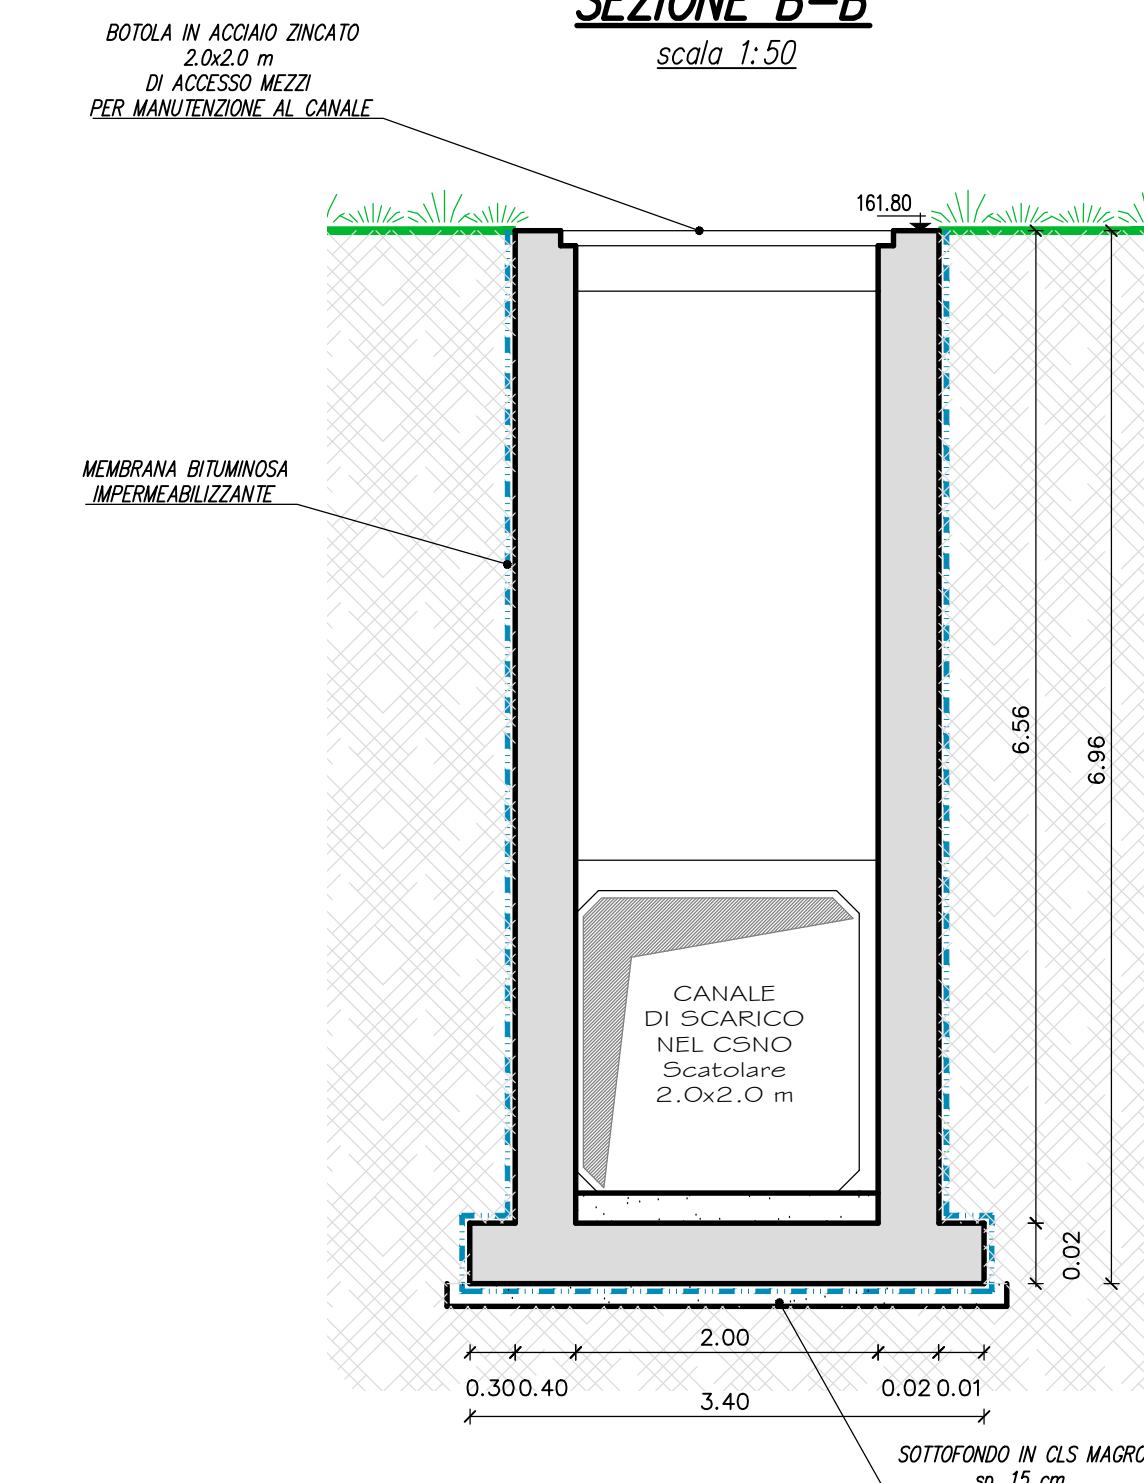 SEZIONE B-B
scala 1:50
BOTOLA IN ACCIAIO ZINCATO
2.0x2.0 m
DI ACCESSO MEZZI
PER MANUTENZIONE AL CANALE
161.80
MEMBRANA BITUMINOSA
IMPERMEABILIZZANTE
6.56
6.96
CANALE
DI SCARICO
NEL CSNO
Scatolare
2.0x2.0 m
0.02
2.00
0.30 0.40 0.02 0.01
3.40
SOTTOFONDO IN CLS MAGRO
sp. 15 cm